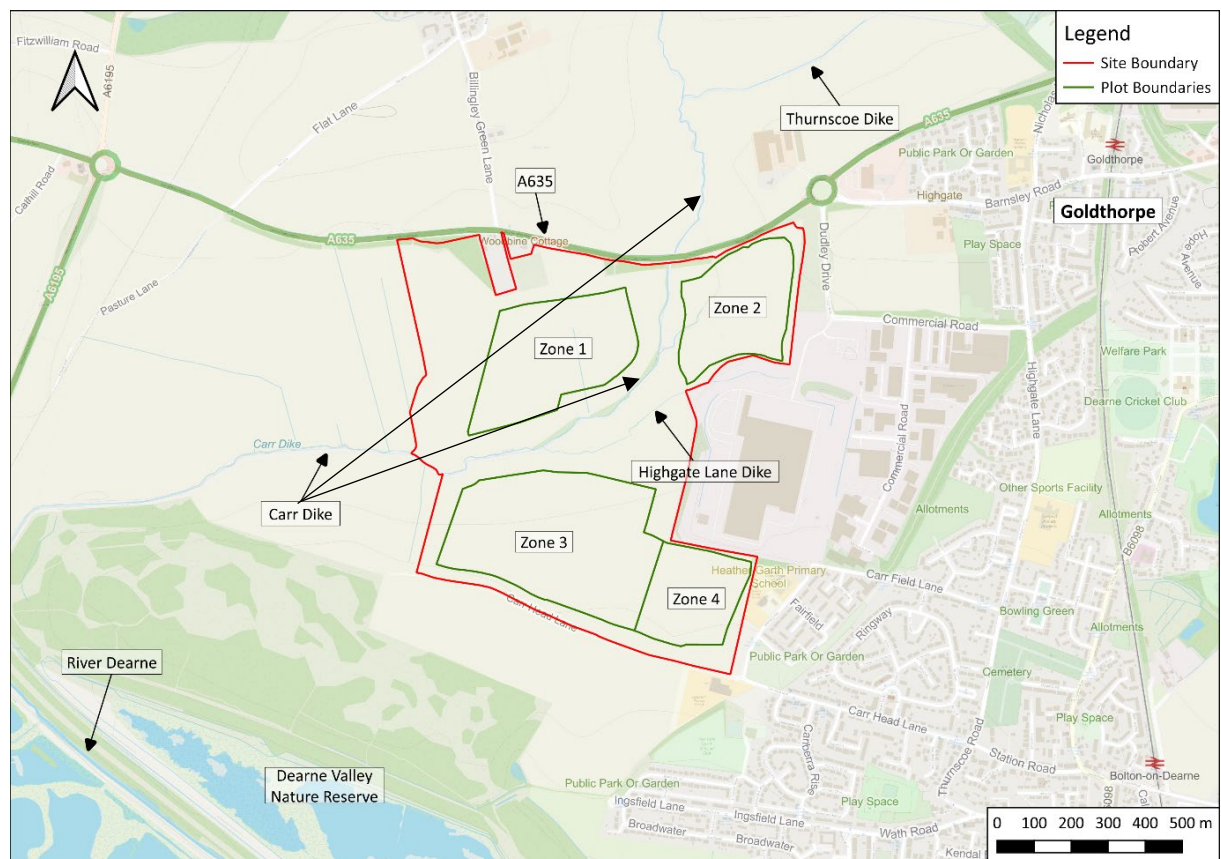 Fitzwilliam Road
A6195
Flat Lane
Billingley Green Lane
Thurnscoe Dike
A635
Legend
Site Boundary
Plot Boundaries
Public Park Or Garden
Goldthorpe
Highgate
Barnsley Road
Goldthorpe
Robert Avenue
Hope Avenue
Cathill Road
A635
A635
Woodbine Cottage
Play Space
Dudley Drive
Pasture Lane
A6195
Zone 2
Zone 1
Commercial Road
Highgate Lane
Welfare Park
Dearne Cricket Club
Commercial Road
Carr Dike
Highgate Lane Dike
Carr Dike
Other Sports Facility
Allotments
Allotments
B6098
Zone 3
Zone 4
Heather Garth Primary
School
Carr Field Lane
Fairfield
Ringway
Bowling Green
Allotments
Carr Head Lane
River Dearne
Public Park Or Garden
Cemetery
Carr Head Lane
Play Space
Station Road
Thurnscoe Road
Canberra Rise
Bolton-on-Dearne
Dearne Valley
Nature Reserve
Public Park Or Garden
Ingsfield Lane
Ingsfield Lane
Play Space
B6098
Broadwater
Broadwater
Wath Road
0 100 200 300 400 500 m